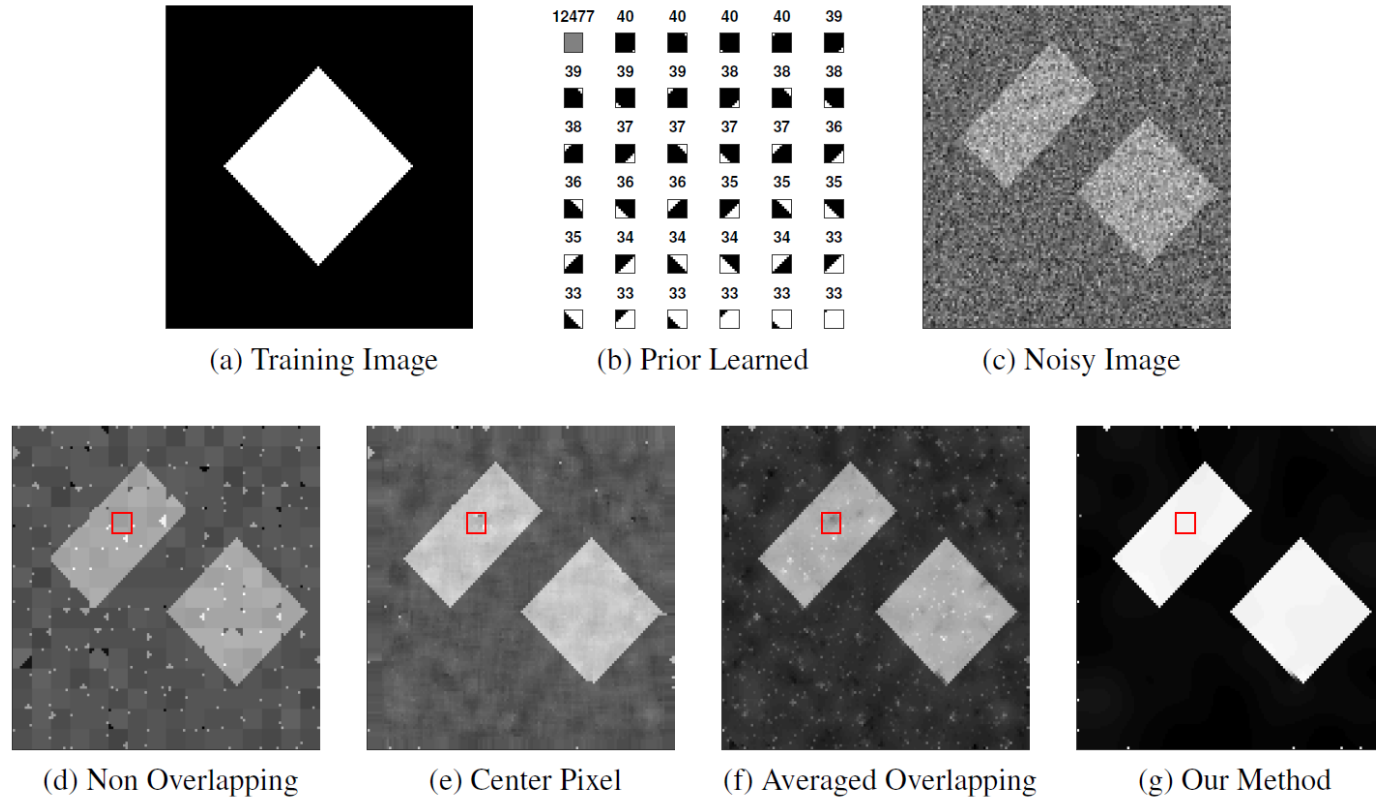 12477 40 40 40 40 39
39 39 39 38 38 38
38 37 37 37 37 36
36 36 36 35 35 35
35 34 34 34 34 33
33 33 33 33 33 33
(a) Training Image (b) Prior Learned (c) Noisy Image
(d) Non Overlapping (e) Center Pixel (f) Averaged Overlapping (g) Our Method